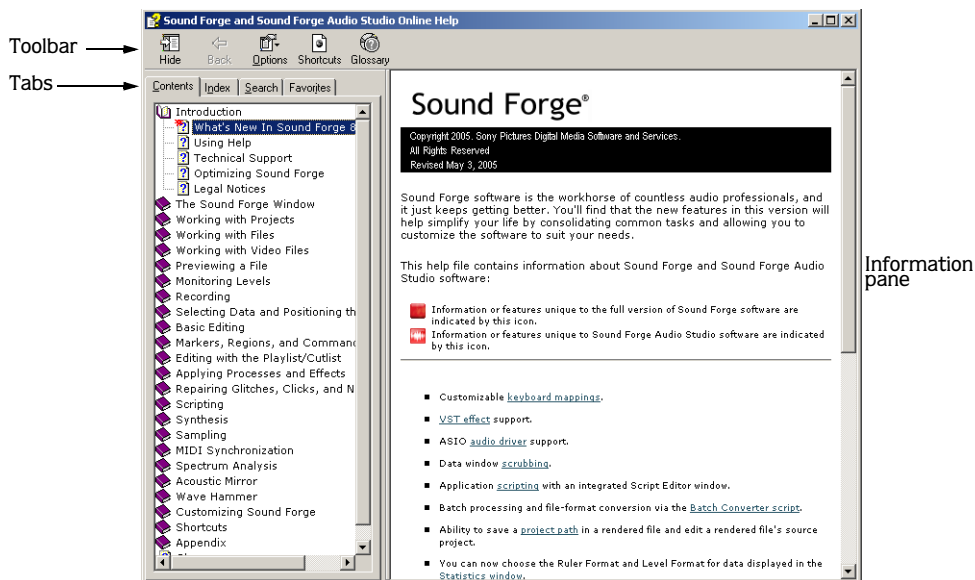 Sound Forge and Sound Forge Audio Studio Online Help
Toolbar
Hide Back Options Shortcuts Glossary
Tabs
Contents Index Search Favorites
Introduction
What's New In Sound Forge 8
Using Help
Technical Support
Optimizing Sound Forge
Legal Notices
The Sound Forge Window
Working with Projects
Working with Files
Working with Video Files
Previewing a File
Monitoring Levels
Recording
Selecting Data and Positioning th
Basic Editing
Markers, Regions, and Command
Editing with the Playlist/Cutlist
Applying Processes and Effects
Repairing Glitches, Clicks, and N
Scripting
Synthesis
Sampling
MIDI Synchronization
Spectrum Analysis
Acoustic Mirror
Wave Hammer
Customizing Sound Forge
Shortcuts
Appendix
Sound Forge®
Copyright 2005. Sony Pictures Digital Media Software and Services.
All Rights Reserved
Revised May 3, 2005
Sound Forge software is the workhorse of countless audio professionals, and
it just keeps getting better. You'll find that the new features in this version will
help simplify your life by consolidating common tasks and allowing you to
customize the software to suit your needs.
This help file contains information about Sound Forge and Sound Forge Audio
Studio software:
Information or features unique to the full version of Sound Forge software are
indicated by this icon.
Information or features unique to Sound Forge Audio Studio software are indicated
by this icon.
■ Customizable keyboard mappings.
■ VST effect support.
■ ASIO audio driver support.
■ Data window scrubbing.
■ Application scripting with an integrated Script Editor window.
■ Batch processing and file-format conversion via the Batch Converter script.
■ Ability to save a project path in a rendered file and edit a rendered file's source
project.
■ You can now choose the Ruler Format and Level Format for data displayed in the
Statistics window.
Information
pane